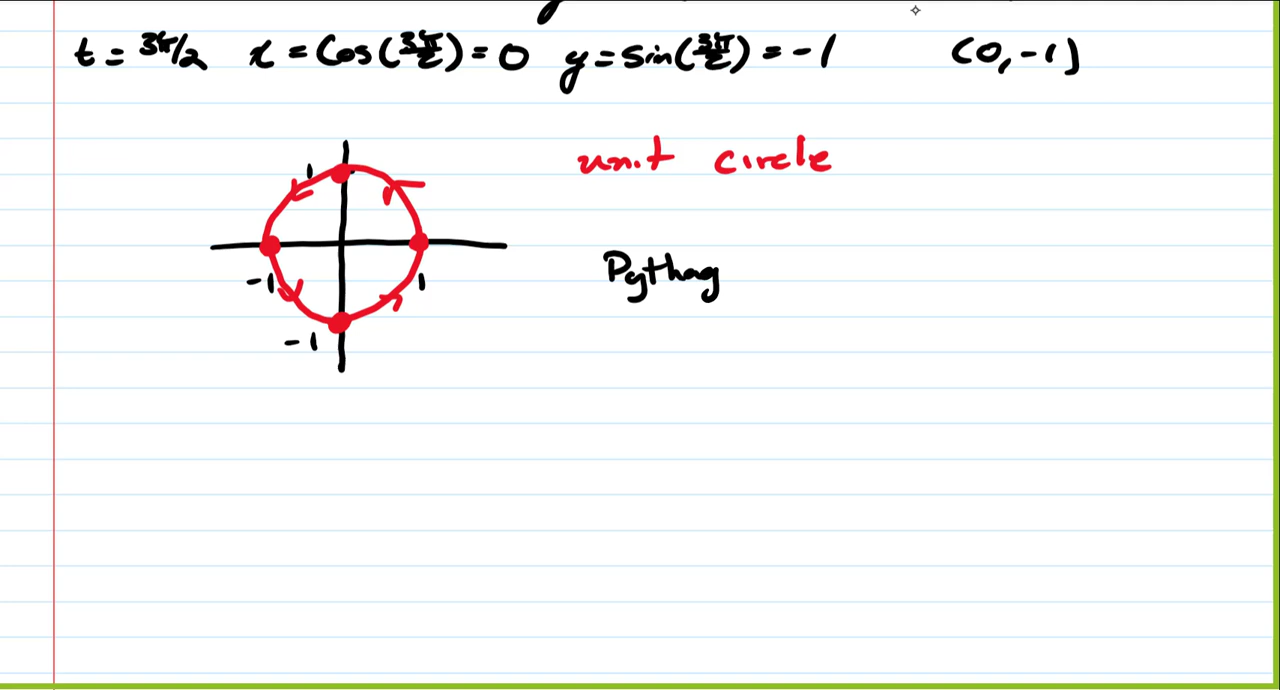 t = 3π/2 x = Cos(3π/2) = 0 y = sin(3π/2) = -1 (0, -1)
1
unit circle
-1
1
Pythag
-1